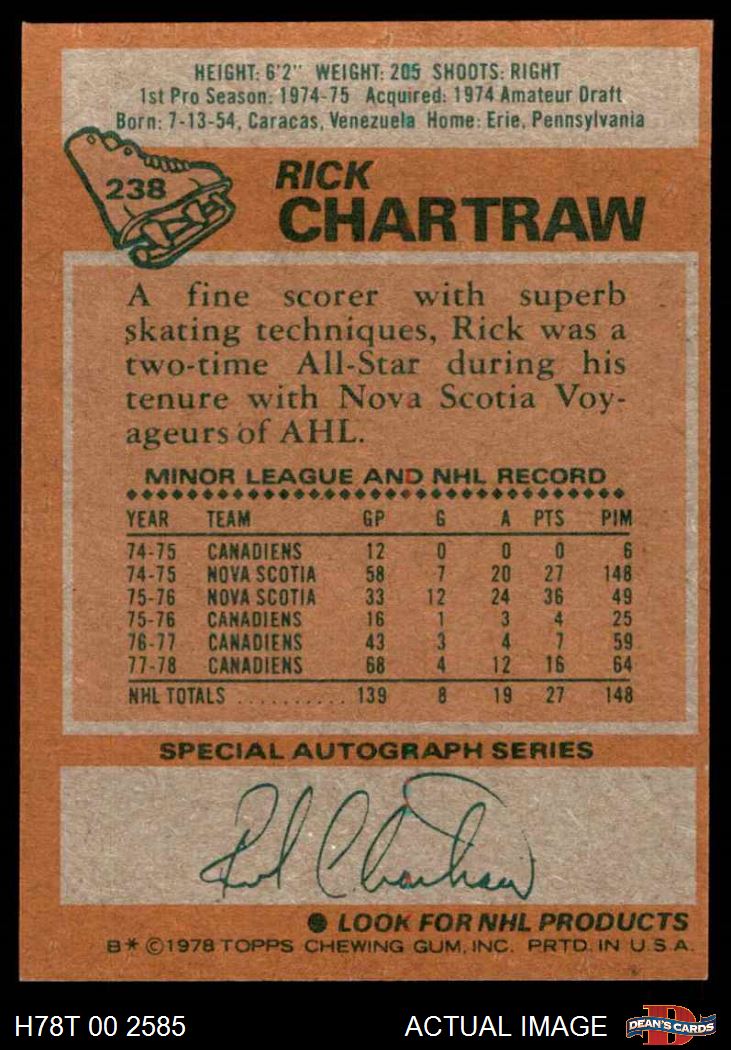 HEIGHT: 6'2" WEIGHT: 205 SHOOTS: RIGHT
1st Pro Season: 1974-75 Acquired: 1974 Amateur Draft
Born: 7-13-54, Caracas, Venezuela Home: Erie, Pennsylvania
238
RICK
CHARTRAW
A fine scorer with superb
skating techniques, Rick was a
two-time All-Star during his
tenure with Nova Scotia Voy-
ageurs of AHL.
MINOR LEAGUE AND NHL RECORD
YEAR TEAM GP G A PTS PIM
74-75 CANADIENS 12 0 0 0 6
74-75 NOVA SCOTIA 58 7 20 27 148
75-76 NOVA SCOTIA 33 12 24 36 49
75-76 CANADIENS 16 1 3 4 25
76-77 CANADIENS 43 3 4 7 59
77-78 CANADIENS 68 4 12 16 64
NHL TOTALS .......... 139 8 19 27 148
SPECIAL AUTOGRAPH SERIES
Rick Chartraw
● LOOK FOR NHL PRODUCTS
B* ©1978 TOPPS CHEWING GUM, INC. PRTD. IN U.S.A.
H78T 00 2585 ACTUAL IMAGE D DEAN'S CARDS